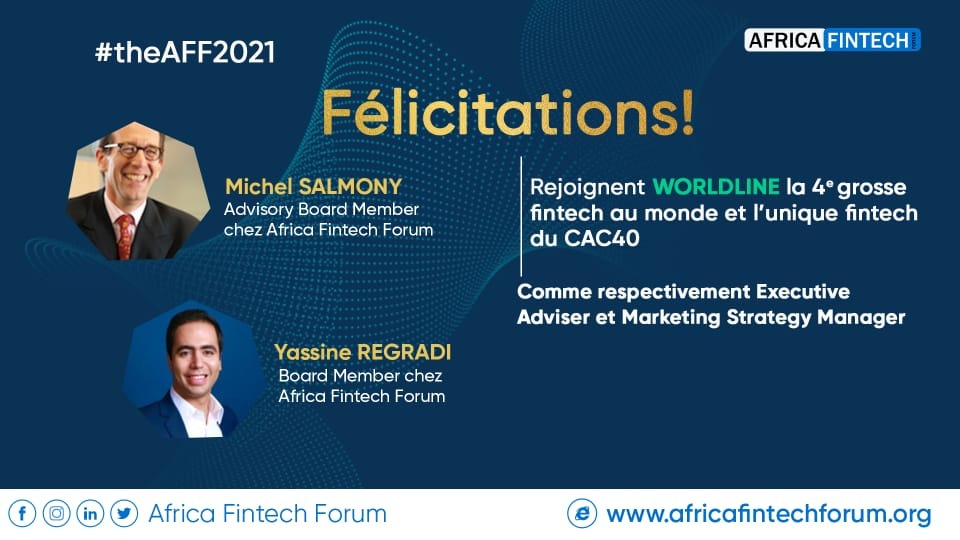 #theAFF2021
AFRICA FINTECH FORUM
Félicitations!
Michel SALMONY
Advisory Board Member
chez Africa Fintech Forum
Rejoignent WORLDLINE la 4e grosse
fintech au monde et l’unique fintech
du CAC40
Comme respectivement Executive
Adviser et Marketing Strategy Manager
Yassine REGRADI
Board Member chez
Africa Fintech Forum
Africa Fintech Forum
www.africafintechforum.org